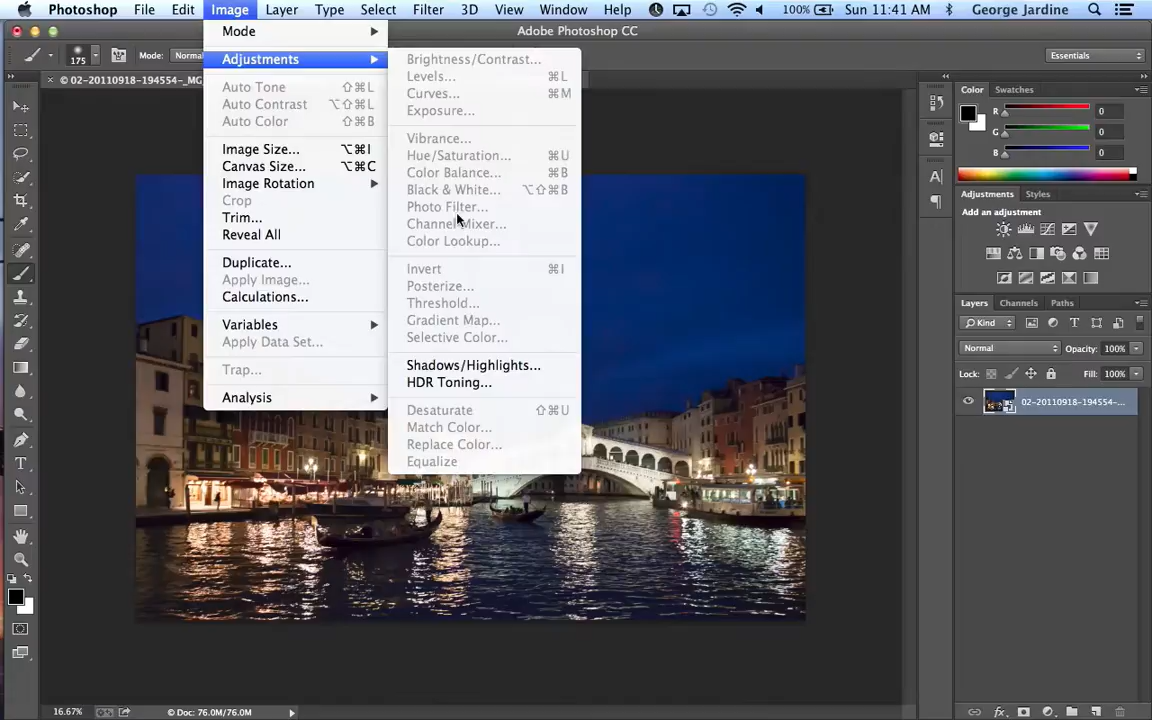 Photoshop File Edit Image Layer Type Select Filter 3D View Window Help 100% Sun 11:41 AM George Jardine
Adobe Photoshop CC
175 Mode: Normal Essentials
© 02-20110918-194554-_MG
Mode
Adjustments
Auto Tone ⇧⌘L
Auto Contrast ⌥⇧⌘L
Auto Color ⇧⌘B
Image Size... ⌥⌘I
Canvas Size... ⌥⌘C
Image Rotation
Crop
Trim...
Reveal All
Duplicate...
Apply Image...
Calculations...
Variables
Apply Data Set...
Trap...
Analysis
Brightness/Contrast...
Levels... ⌘L
Curves... ⌘M
Exposure...
Vibrance...
Hue/Saturation... ⌘U
Color Balance... ⌘B
Black & White... ⌥⇧⌘B
Photo Filter...
Channel Mixer...
Color Lookup...
Invert ⌘I
Posterize...
Threshold...
Gradient Map...
Selective Color...
Shadows/Highlights...
HDR Toning...
Desaturate ⇧⌘U
Match Color...
Replace Color...
Equalize
Color Swatches
R 0
G 0
B 0
Adjustments Styles
Add an adjustment
Layers Channels Paths
Kind
Normal Opacity: 100%
Lock: Fill: 100%
02-20110918-194554-...
16.67% © Doc: 76.0M/76.0M